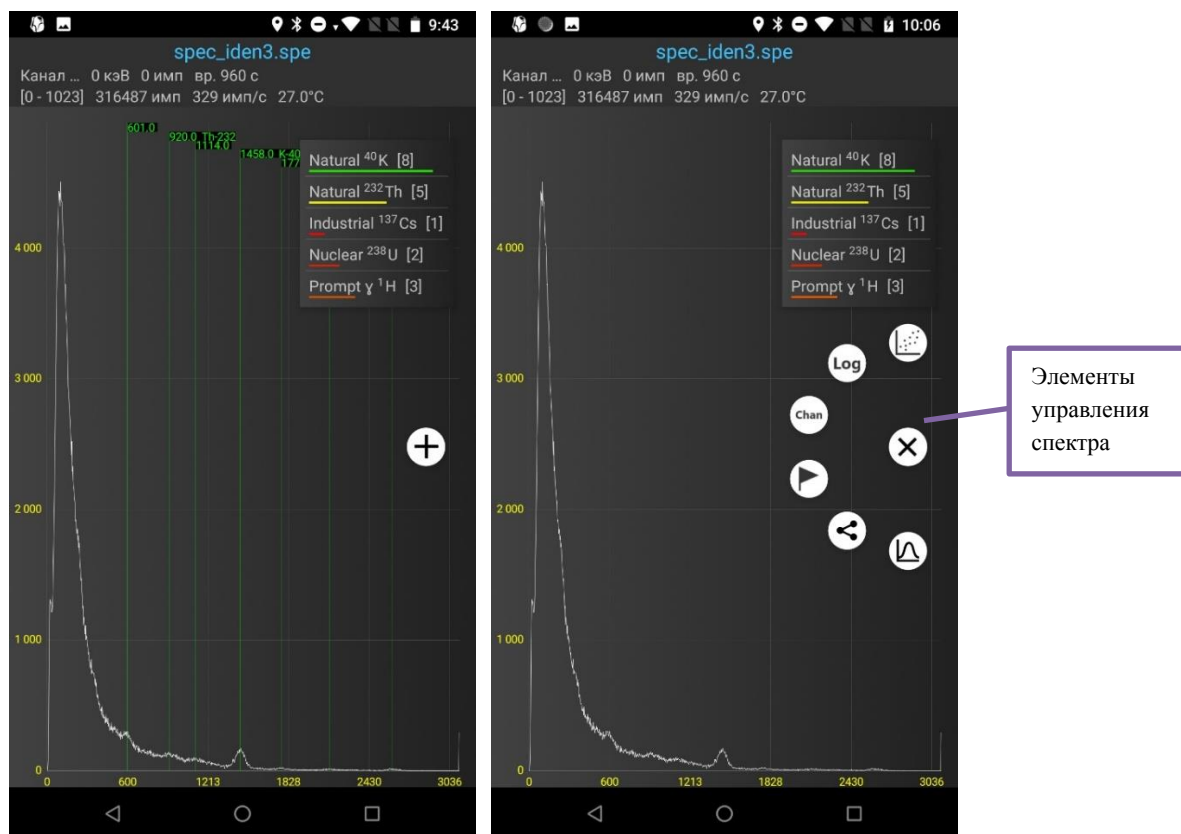 9:43
spec_iden3.spe
Канал ... 0 кэВ 0 имп вр. 960 с
[0 - 1023] 316487 имп 329 имп/с 27.0°C
601.0
920.0 Th-232
1114.0
1458.0 K-40
177
Natural ⁴⁰K [8]
Natural ²³²Th [5]
Industrial ¹³⁷Cs [1]
Nuclear ²³⁸U [2]
Prompt γ ¹H [3]
4 000
3 000
2 000
1 000
0
0 600 1213 1828 2430 3036
10:06
spec_iden3.spe
Канал ... 0 кэВ 0 имп вр. 960 с
[0 - 1023] 316487 имп 329 имп/с 27.0°C
Natural ⁴⁰K [8]
Natural ²³²Th [5]
Industrial ¹³⁷Cs [1]
Nuclear ²³⁸U [2]
Prompt γ ¹H [3]
Log
Chan
4 000
3 000
2 000
1 000
0
0 600 1213 1828 2430 3036
Элементы
управления
спектра